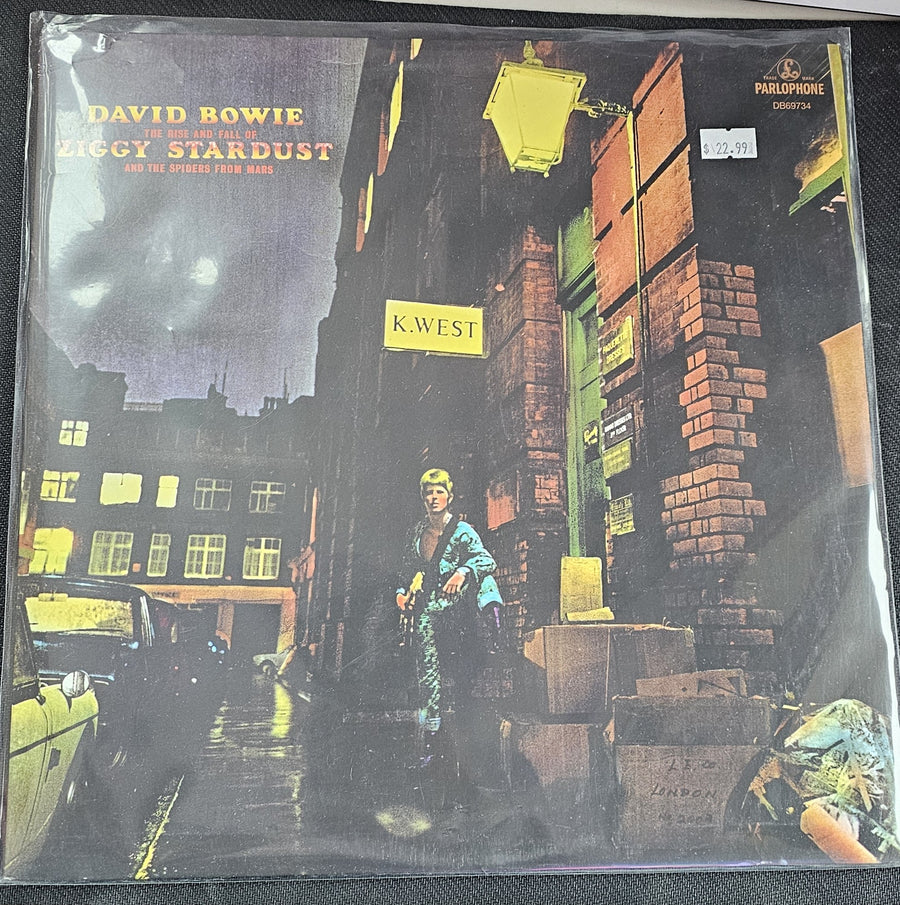 DAVID BOWIE
THE RISE AND FALL OF
ZIGGY STARDUST
AND THE SPIDERS FROM MARS
TRADE MARK
PARLOPHONE
DB69734
$ 22.99
K.WEST
LONDON